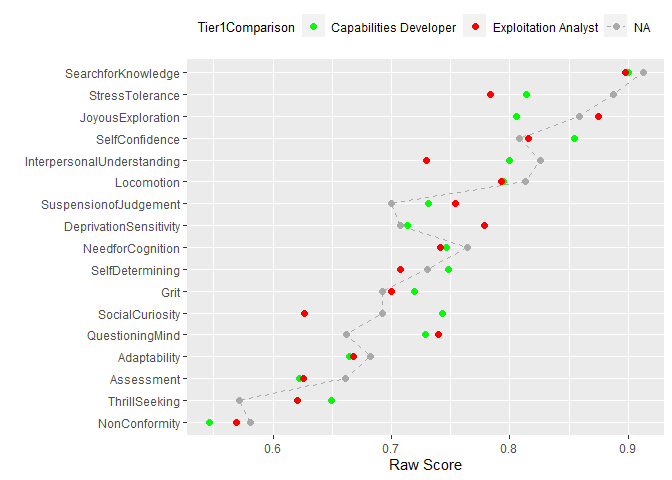 Tier1Comparison Capabilities Developer Exploitation Analyst NA
SearchforKnowledge
StressTolerance
JoyousExploration
SelfConfidence
InterpersonalUnderstanding
Locomotion
SuspensionofJudgement
DeprivationSensitivity
NeedforCognition
SelfDetermining
Grit
SocialCuriosity
QuestioningMind
Adaptability
Assessment
ThrillSeeking
NonConformity
0.6 0.7 0.8 0.9
Raw Score